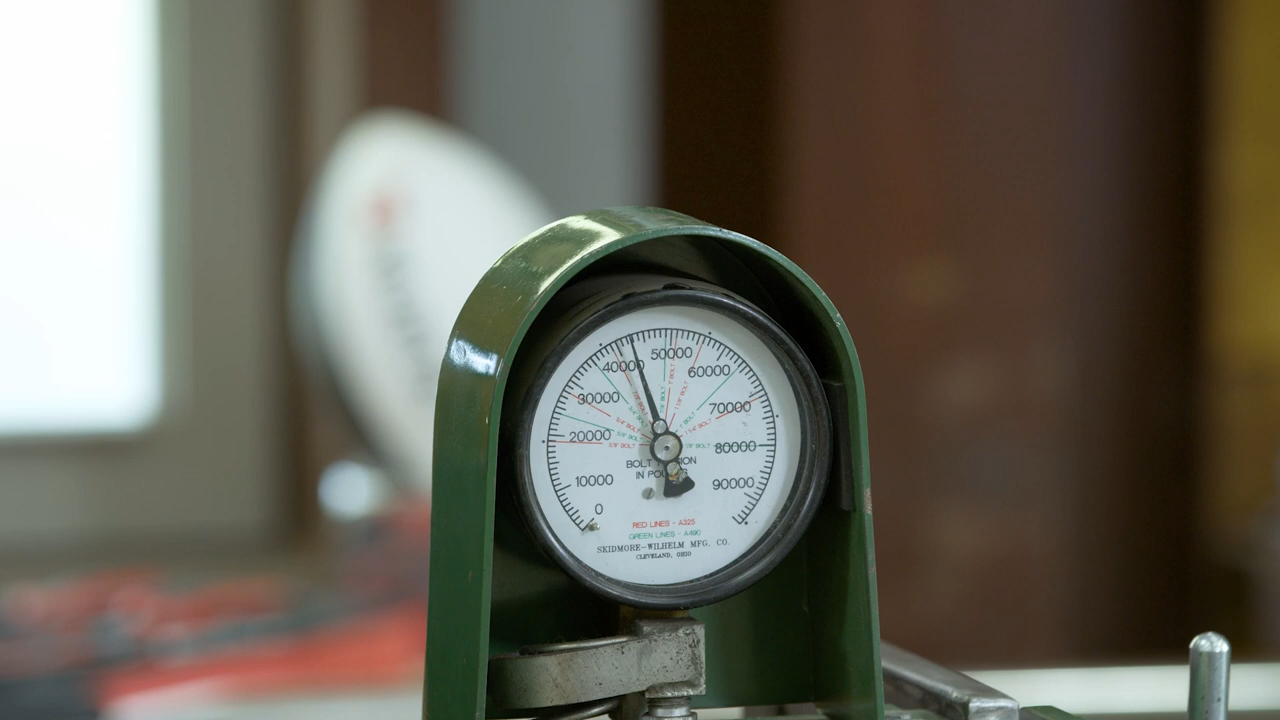 50000
40000
60000
30000
70000
20000
80000
10000
90000
0
BOLT
IN
RED LINES - A325
GREEN LINES - A490
SKIDMORE-WILHELM MFG. CO.
CLEVELAND, OHIO